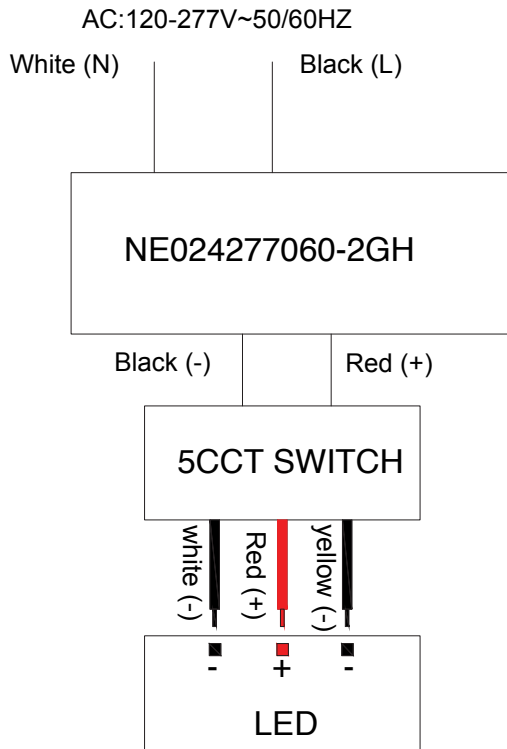 AC:120-277V~50/60HZ
White (N)
Black (L)
NE024277060-2GH
Black (-)
Red (+)
5CCT SWITCH
white (-)
Red (+)
yellow (-)
-
+
-
LED